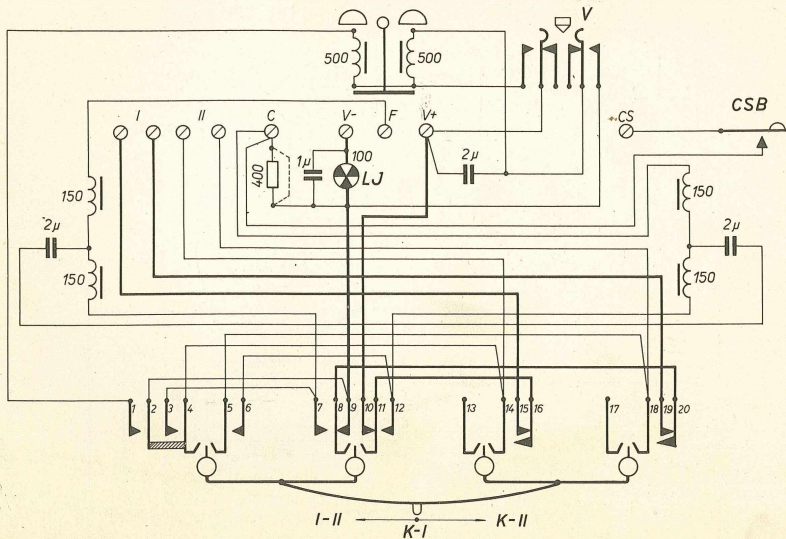 500 500 V
I II C V- F V+ CS CSB
100
1μ LJ 2μ
400
150 150
2μ 2μ
150 150
1 2 3 4 5 6 7 8 9 10 11 12 13 14 15 16 17 18 19 20
I-II K-I K-II